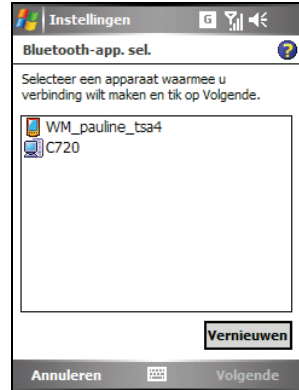 Instellingen G
Bluetooth-app. sel. ?
Selecteer een apparaat waarmee u
verbinding wilt maken en tik op Volgende.
WM_pauline_tsa4
C720
Vernieuwen
Annuleren Volgende